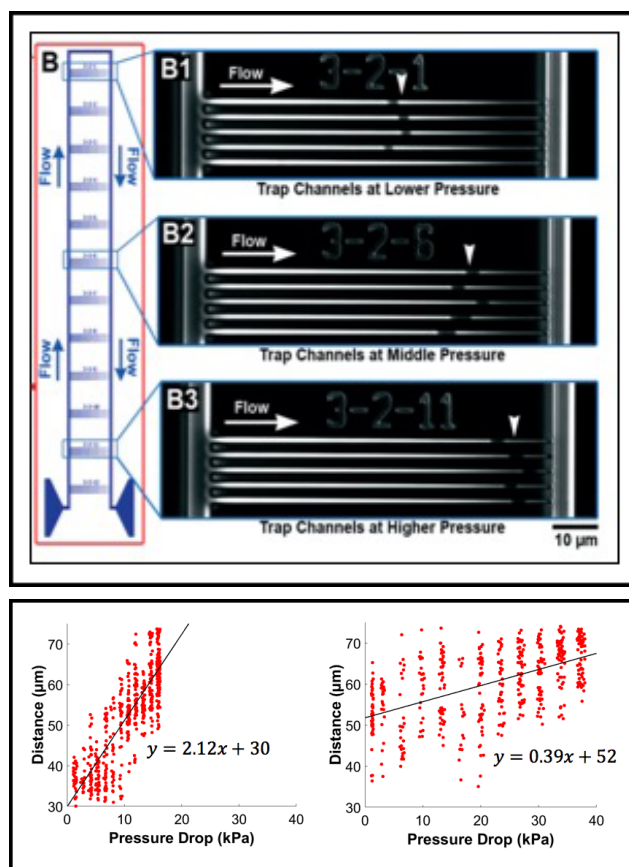 B
Flow
Flow
Flow
Flow
B1
Flow
3-2-1
Trap Channels at Lower Pressure
B2
Flow
3-2-6
Trap Channels at Middle Pressure
B3
Flow
3-2-11
Trap Channels at Higher Pressure
10 µm
70
60
50
40
30
Distance (µm)
y = 2.12x + 30
0
10
20
30
40
Pressure Drop (kPa)
70
60
50
40
30
Distance (µm)
y = 0.39x + 52
0
10
20
30
40
Pressure Drop (kPa)